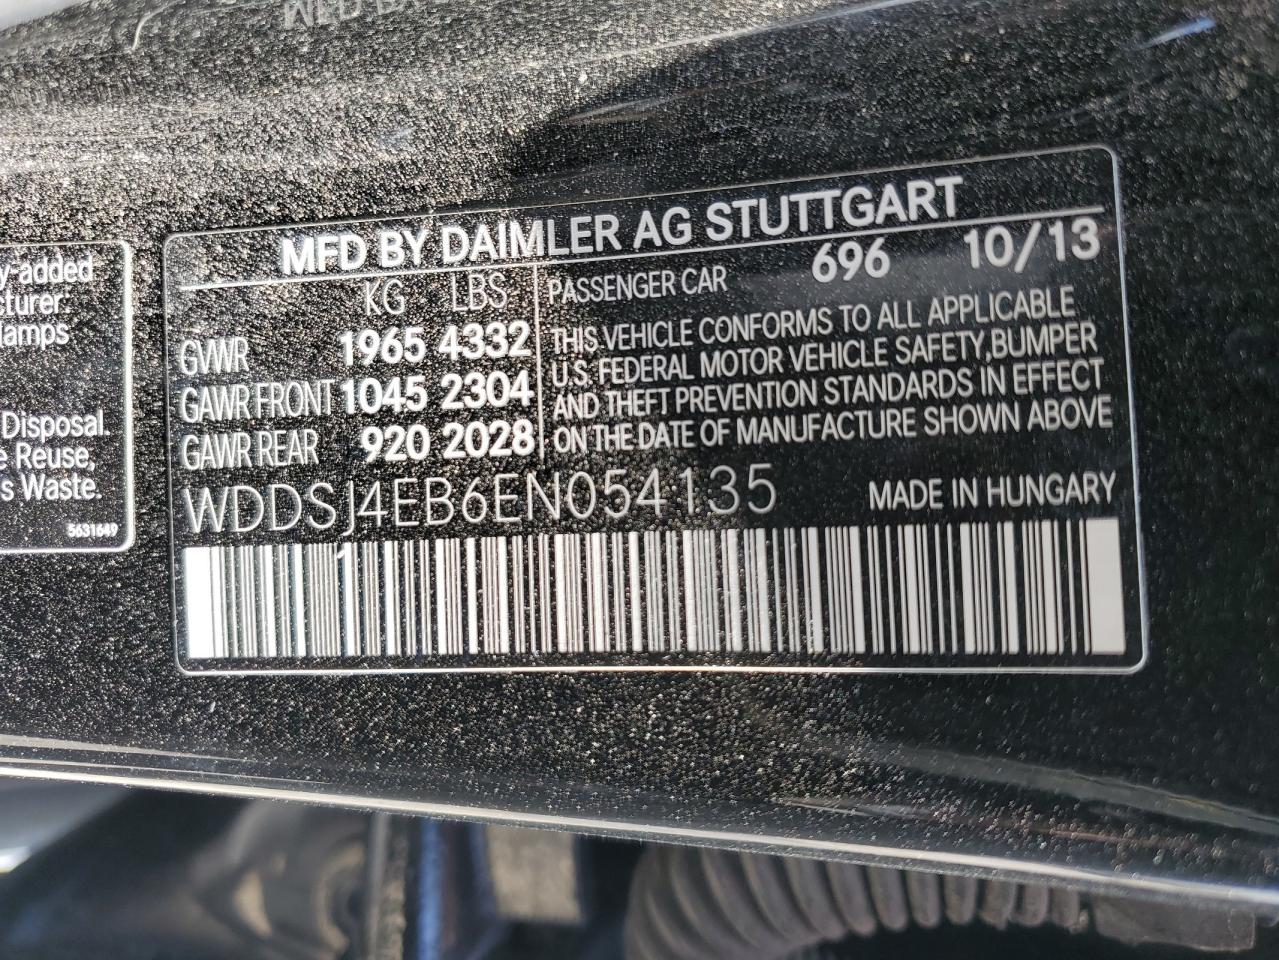 MFD BY DAIMLER AG STUTTGART
KG LBS
GVWR 1965 4332
GAWR FRONT 1045 2304
GAWR REAR 920 2028
PASSENGER CAR 696 10/13
THIS VEHICLE CONFORMS TO ALL APPLICABLE
U.S. FEDERAL MOTOR VEHICLE SAFETY, BUMPER
AND THEFT PREVENTION STANDARDS IN EFFECT
ON THE DATE OF MANUFACTURE SHOWN ABOVE
WDDSJ4EB6EN054135 MADE IN HUNGARY
1
added
lamps
Disposal.
Reuse,
Waste.
5631649